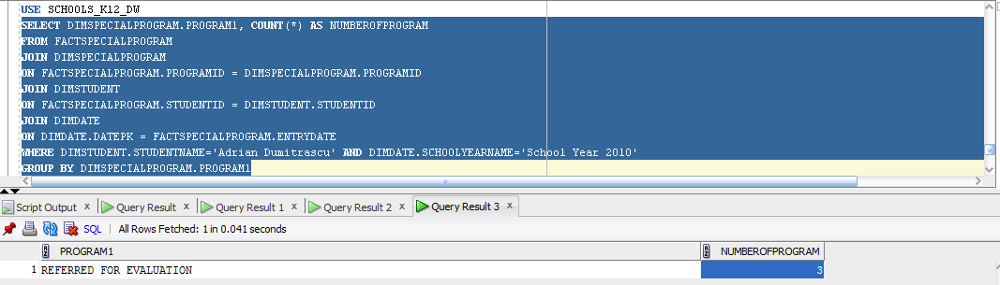 USE SCHOOLS_K12_DW
SELECT DIMSPECIALPROGRAM.PROGRAM1, COUNT(*) AS NUMBEROFPROGRAM
FROM FACTSPECIALPROGRAM
JOIN DIMSPECIALPROGRAM
ON FACTSPECIALPROGRAM.PROGRAMID = DIMSPECIALPROGRAM.PROGRAMID
JOIN DIMSTUDENT
ON FACTSPECIALPROGRAM.STUDENTID = DIMSTUDENT.STUDENTID
JOIN DIMDATE
ON DIMDATE.DATEPK = FACTSPECIALPROGRAM.ENTRYDATE
WHERE DIMSTUDENT.STUDENTNAME='Adrian Dumitrascu' AND DIMDATE.SCHOOLYEARNAME='School Year 2010'
GROUP BY DIMSPECIALPROGRAM.PROGRAM1
Script Output x Query Result x Query Result 1 x Query Result 2 x Query Result 3 x
SQL | All Rows Fetched: 1 in 0.041 seconds
PROGRAM1 NUMBEROFPROGRAM
1 REFERRED FOR EVALUATION 3